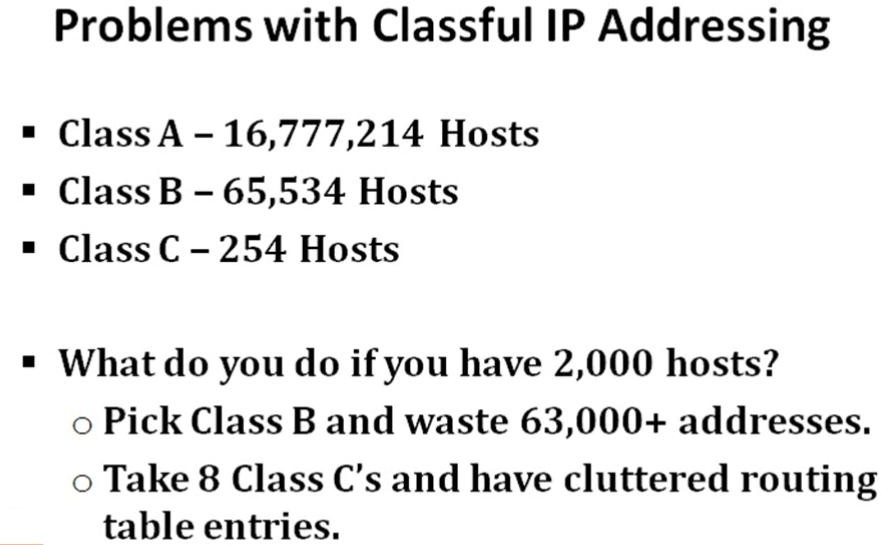 Problems with Classful IP Addressing
▪ Class A – 16,777,214 Hosts
▪ Class B – 65,534 Hosts
▪ Class C – 254 Hosts
▪ What do you do if you have 2,000 hosts?
o Pick Class B and waste 63,000+ addresses.
o Take 8 Class C's and have cluttered routing
table entries.